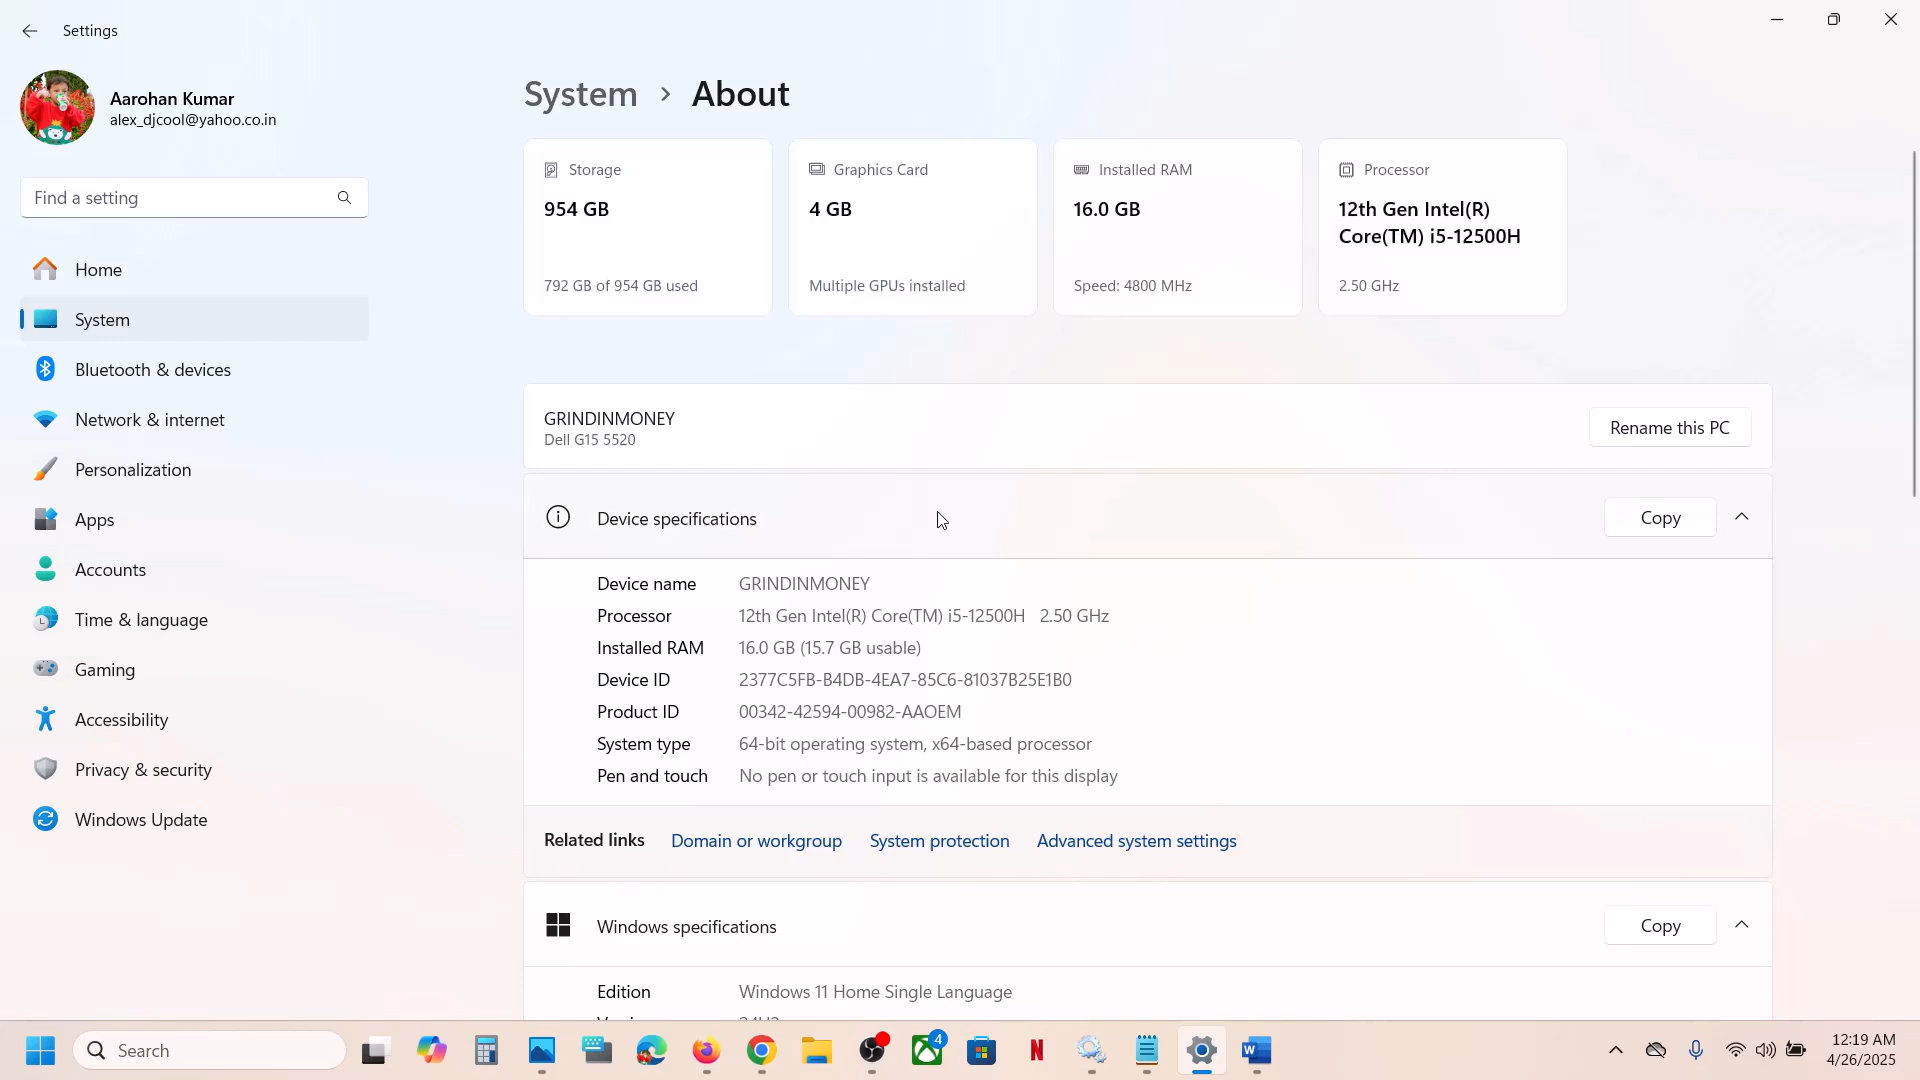 Settings
Aarohan Kumar
alex_djcool@yahoo.co.in
Find a setting
Home
System
Bluetooth & devices
Network & internet
Personalization
Apps
Accounts
Time & language
Gaming
Accessibility
Privacy & security
Windows Update
System > About
Storage
954 GB
792 GB of 954 GB used
Graphics Card
4 GB
Multiple GPUs installed
Installed RAM
16.0 GB
Speed: 4800 MHz
Processor
12th Gen Intel(R)
Core(TM) i5-12500H
2.50 GHz
GRINDINMONEY
Dell G15 5520
Rename this PC
Device specifications
Copy
Device name GRINDINMONEY
Processor 12th Gen Intel(R) Core(TM) i5-12500H 2.50 GHz
Installed RAM 16.0 GB (15.7 GB usable)
Device ID 2377C5FB-B4DB-4EA7-85C6-81037B25E1B0
Product ID 00342-42594-00982-AAOEM
System type 64-bit operating system, x64-based processor
Pen and touch No pen or touch input is available for this display
Related links Domain or workgroup System protection Advanced system settings
Windows specifications
Copy
Edition Windows 11 Home Single Language
Search
4
N
W
12:19 AM
4/26/2025